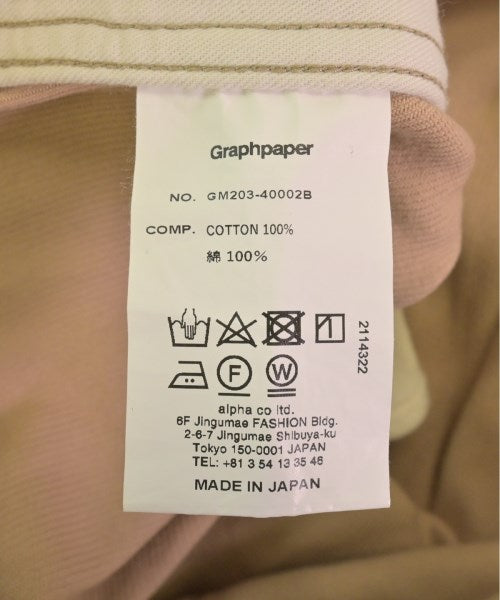 Graphpaper
NO. GM203-40002B
COMP. COTTON 100%
綿 100%
2114322
F
W
alpha co ltd.
6F Jingumae FASHION Bldg.
2-6-7 Jingumae Shibuya-ku
Tokyo 150-0001 JAPAN
TEL: +81 3 54 13 35 46
MADE IN JAPAN